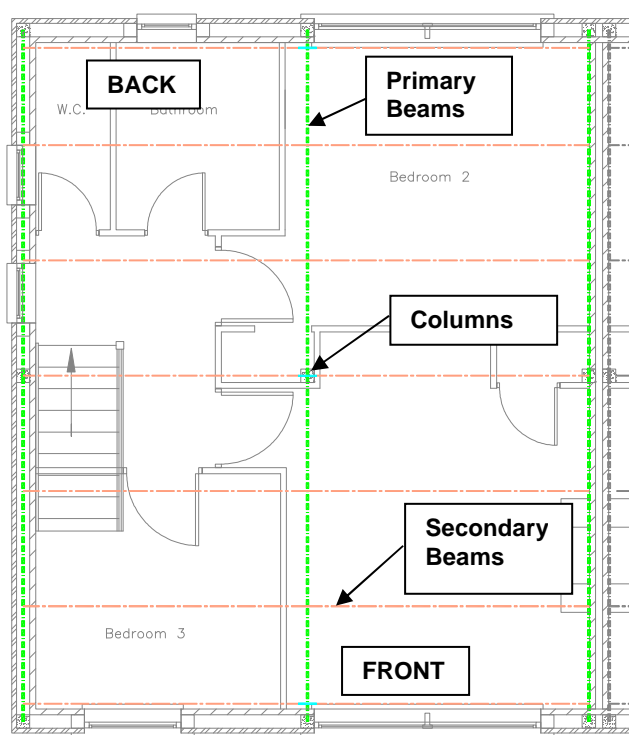 BACK
Primary
Beams
W.C.
Bathroom
Bedroom 2
Columns
Secondary
Beams
Bedroom 3
FRONT